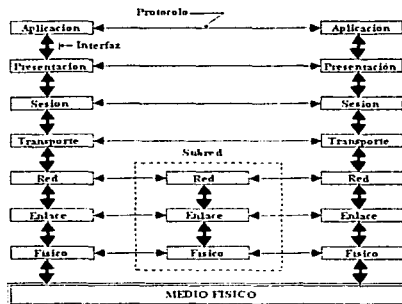 Protocolo
Aplicacion Aplicacion
Interfaz
Presentacion Presentación
Sesion Sesion
Transporte Transporte
Subred
Red Red Red
Enlace Enlace Enlace
Fisico Fisico Fisico
MEDIO FISICO